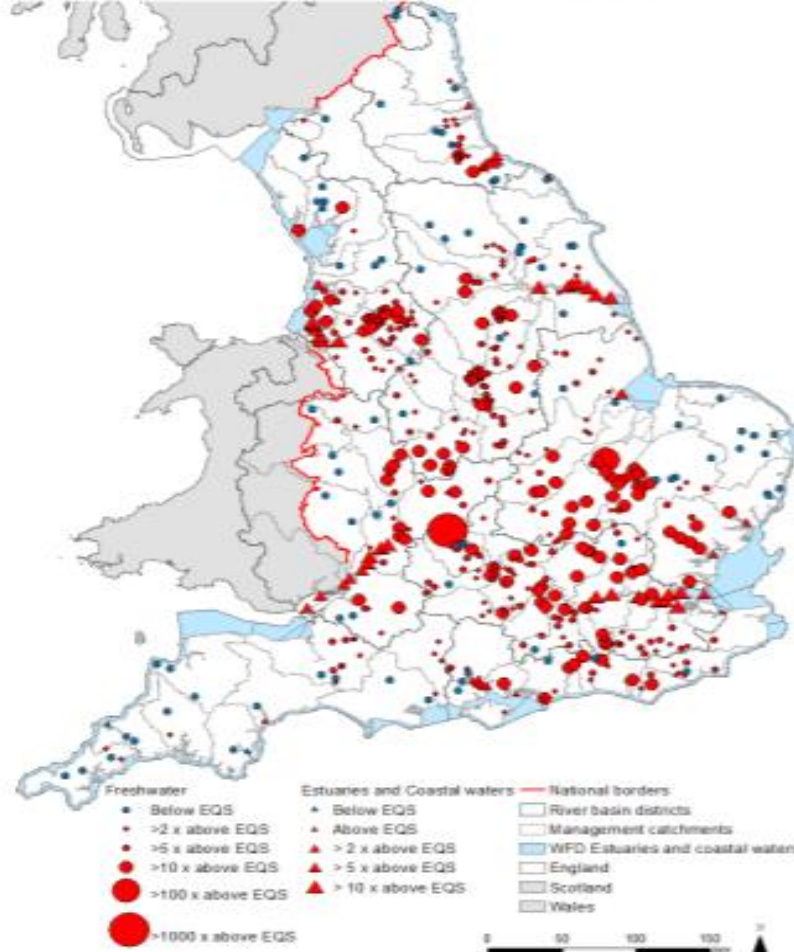 Freshwater
Below EQS
>2 x above EQS
>5 x above EQS
>10 x above EQS
>100 x above EQS
>1000 x above EQS
Estuaries and Coastal waters
Below EQS
Above EQS
> 2 x above EQS
> 5 x above EQS
> 10 x above EQS
National borders
River basin districts
Management catchments
WFD Estuaries and coastal waters
England
Scotland
Wales
0 50 100 150